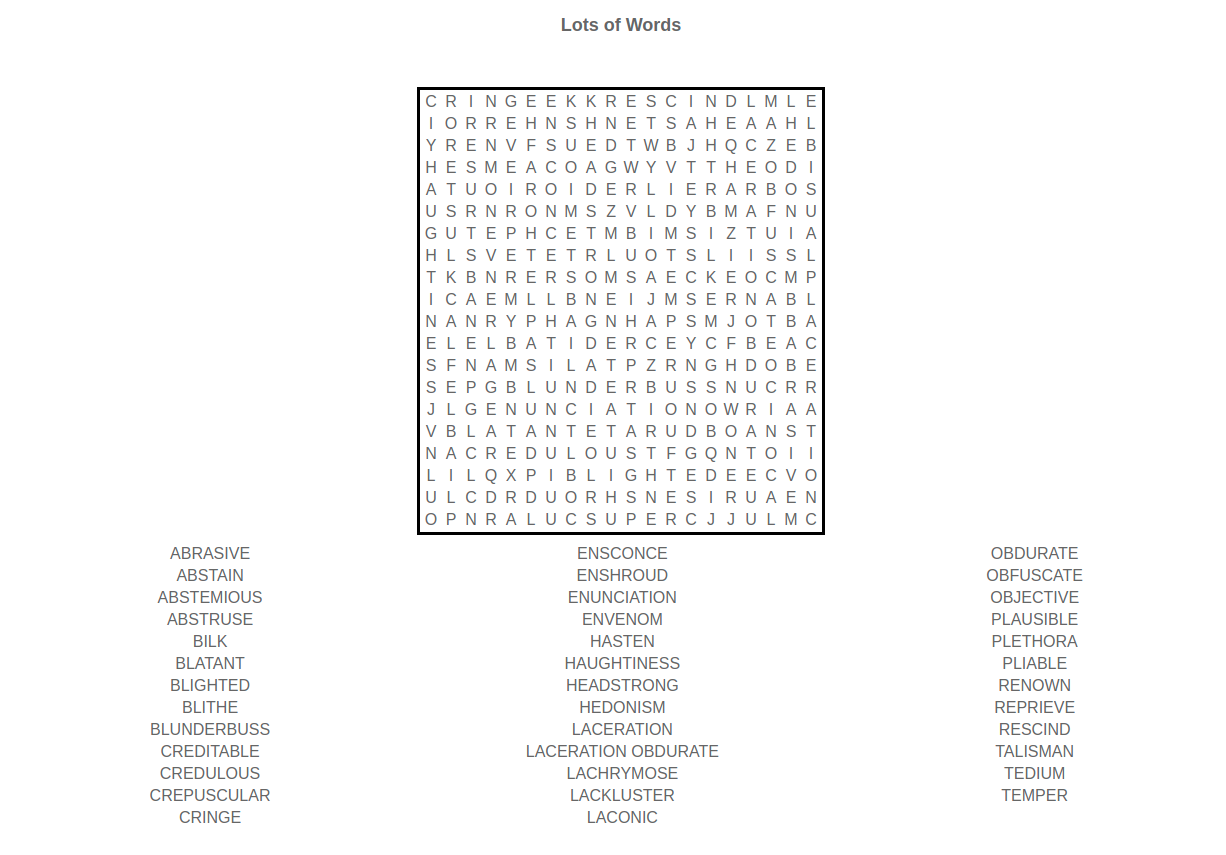 Lots of Words
C R I N G E E K K R E S C I N D L M L E
I O R R E H N S H N E T S A H E A A H L
Y R E N V F S U E D T W B J H Q C Z E B
H E S M E A C O A G W Y V T T H E O D I
A T U O I R O I D E R L I E R A R B O S
U S R N R O N M S Z V L D Y B M A F N U
G U T E P H C E T M B I M S I Z T U I A
H L S V E T E T R L U O T S L I I S S L
T K B N R E R S O M S A E C K E O C M P
I C A E M L L B N E I J M S E R N A B L
N A N R Y P H A G N H A P S M J O T B A
E L E L B A T I D E R C E Y C F B E A C
S F N A M S I L A T P Z R N G H D O B E
S E P G B L U N D E R B U S S N U C R R
J L G E N U N C I A T I O N O W R I A A
V B L A T A N T E T A R U D B O A N S T
N A C R E D U L O U S T F G Q N T O I I
L I L Q X P I B L I G H T E D E E C V O
U L C D R D U O R H S N E S I R U A E N
O P N R A L U C S U P E R C J J U L M C
ABRASIVE ENSCONCE OBDURATE
ABSTAIN ENSHROUD OBFUSCATE
ABSTEMIOUS ENUNCIATION OBJECTIVE
ABSTRUSE ENVENOM PLAUSIBLE
BILK HASTEN PLETHORA
BLATANT HAUGHTINESS PLIABLE
BLIGHTED HEADSTRONG RENOWN
BLITHE HEDONISM REPRIEVE
BLUNDERBUSS LACERATION RESCIND
CREDITABLE LACERATION OBDURATE TALISMAN
CREDULOUS LACHRYMOSE TEDIUM
CREPUSCULAR LACKLUSTER TEMPER
CRINGE LACONIC